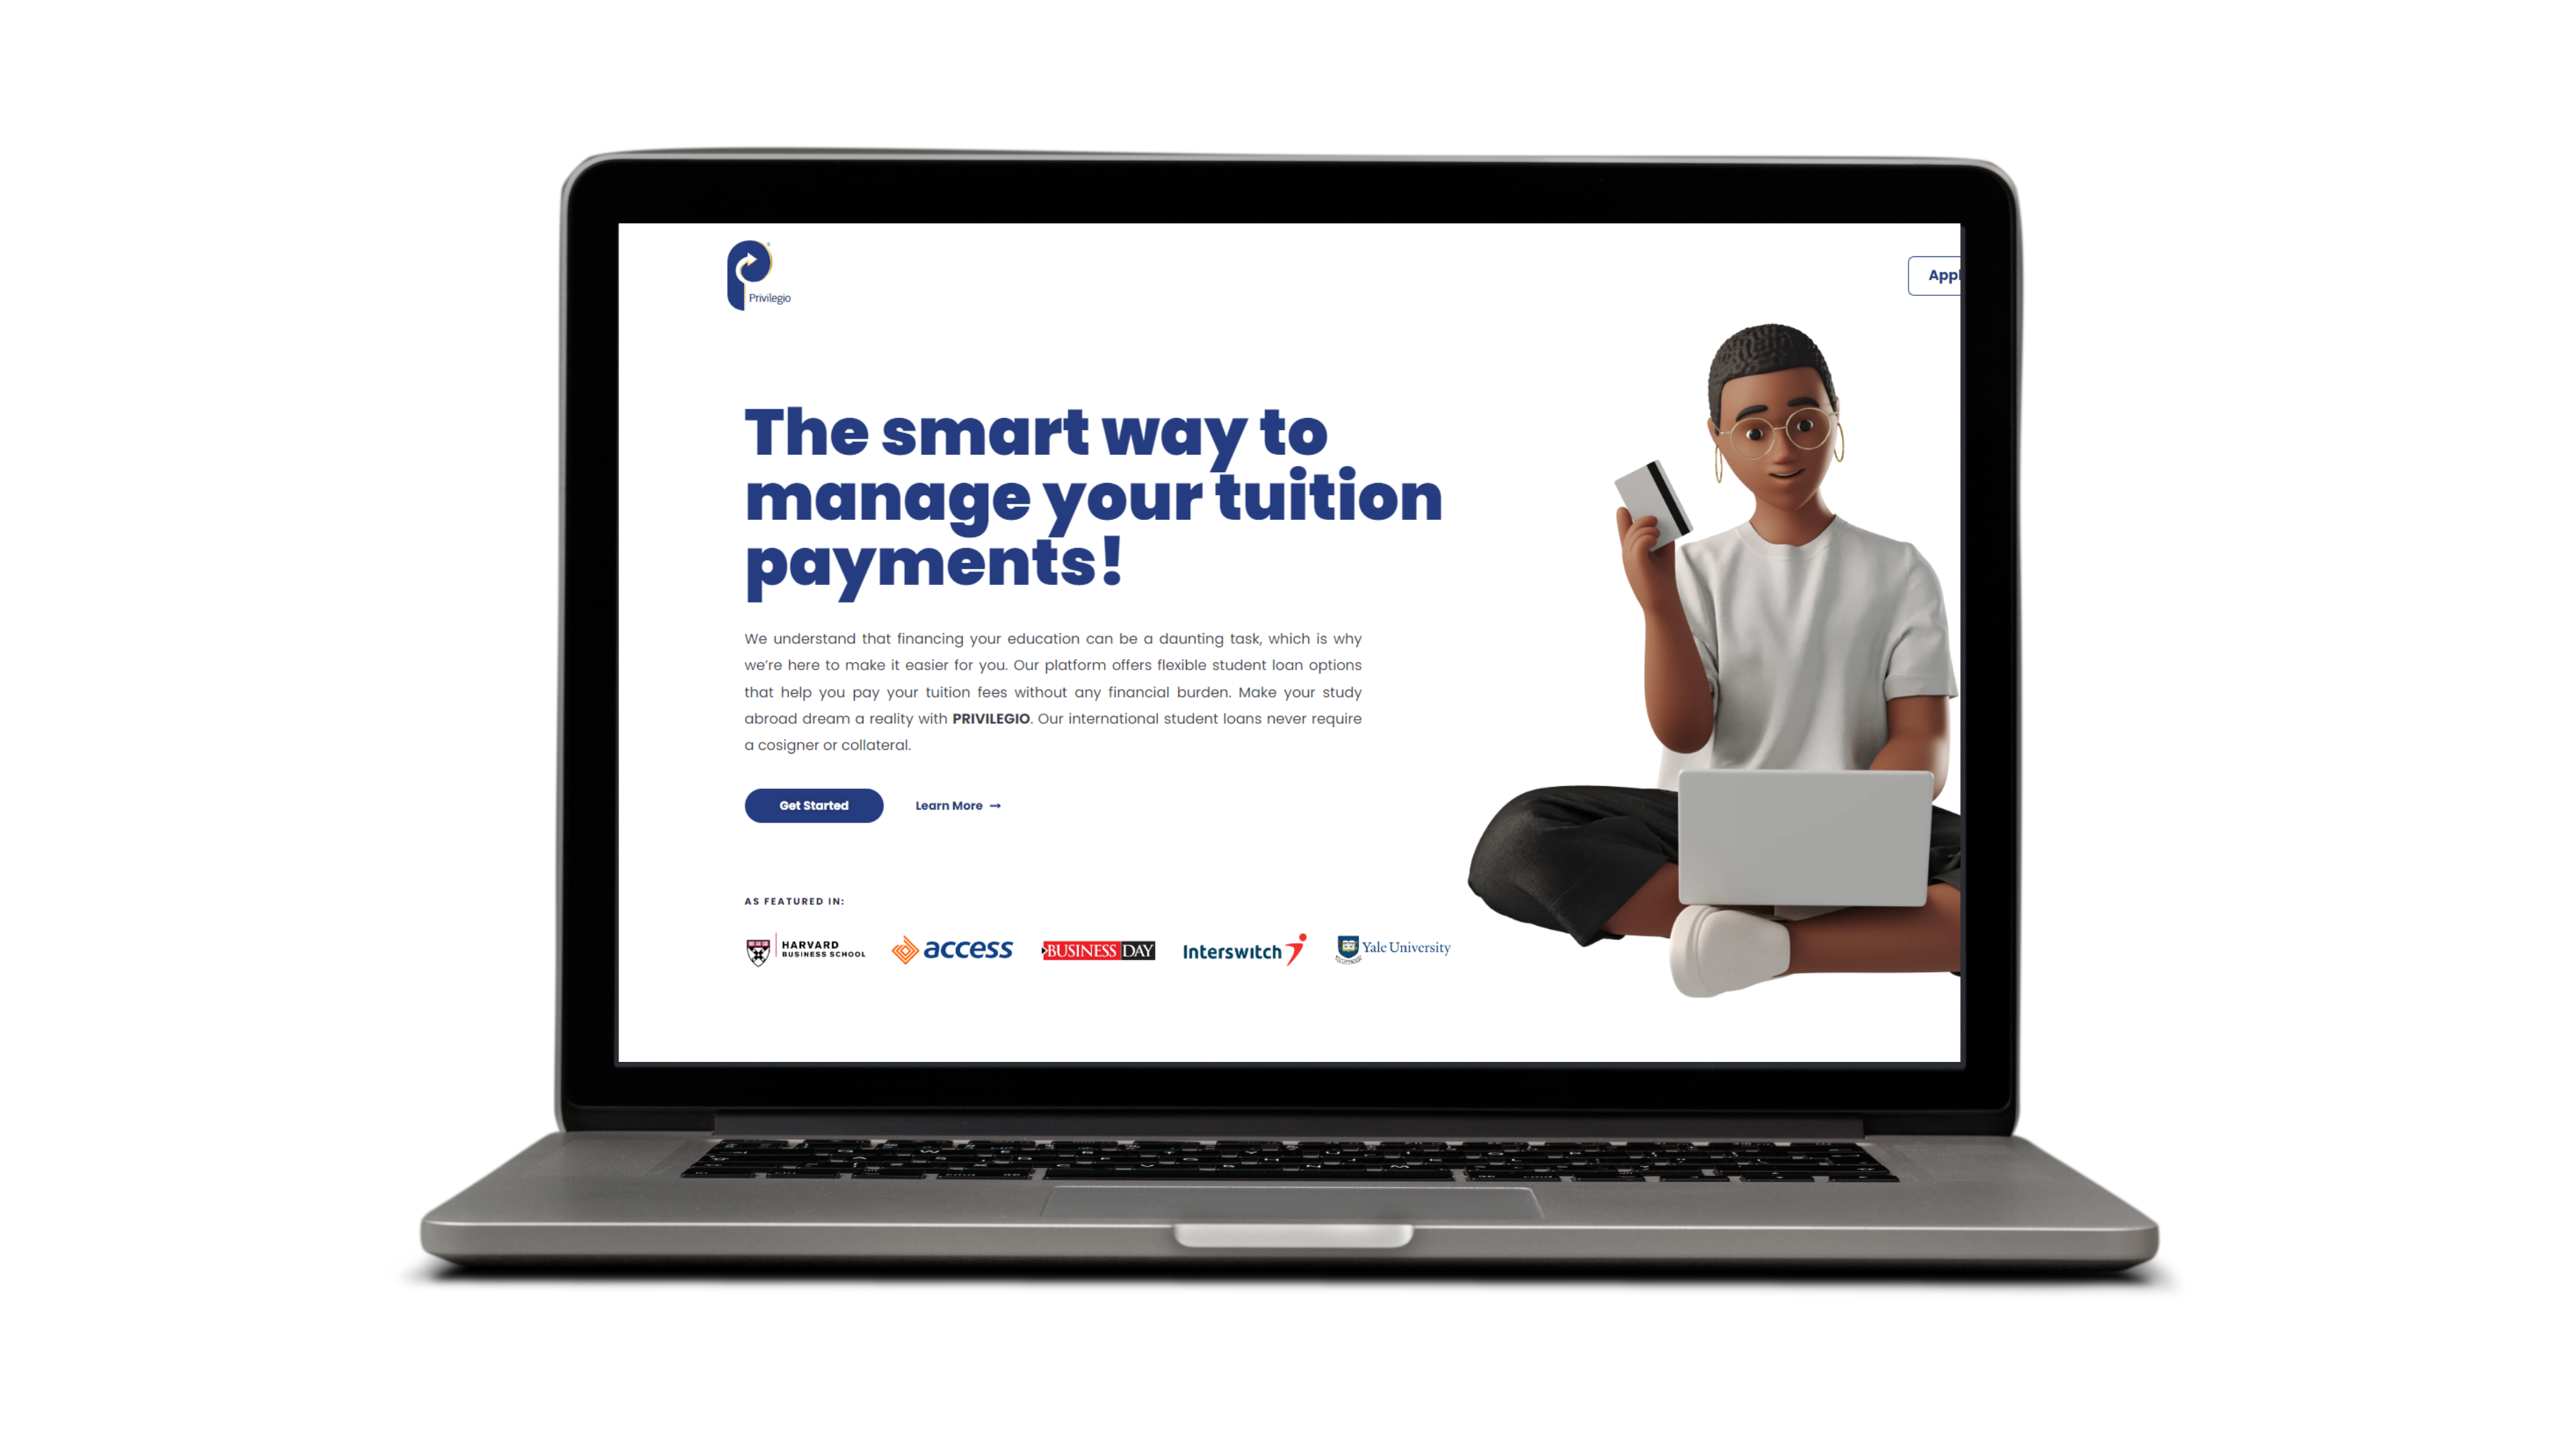 Privilegio
Appl
The smart way to
manage your tuition
payments!
We understand that financing your education can be a daunting task, which is why
we're here to make it easier for you. Our platform offers flexible student loan options
that help you pay your tuition fees without any financial burden. Make your study
abroad dream a reality with PRIVILEGIO. Our international student loans never require
a cosigner or collateral.
Get Started
Learn More →
AS FEATURED IN:
HARVARD
BUSINESS SCHOOL
access
BUSINESS DAY
Interswitch
Yale University